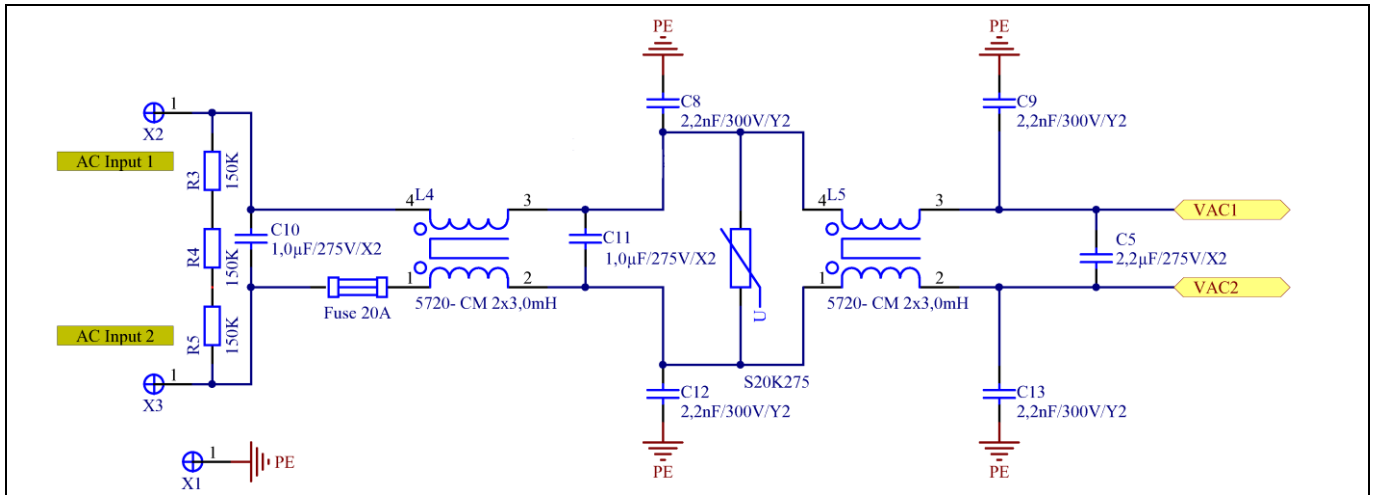 PE
PE
C8
2,2nF/300V/Y2
C9
2,2nF/300V/Y2
1
X2
AC Input 1
R3
150K
4
L4
3
4
L5
3
VAC1
C10
1,0µF/275V/X2
C11
1,0µF/275V/X2
C5
2,2µF/275V/X2
R4
150K
Fuse 20A
1
2
5720- CM 2x3,0mH
1
2
5720- CM 2x3,0mH
VAC2
U
AC Input 2
R5
150K
1
X3
S20K275
C12
2,2nF/300V/Y2
C13
2,2nF/300V/Y2
1
X1
PE
PE
PE